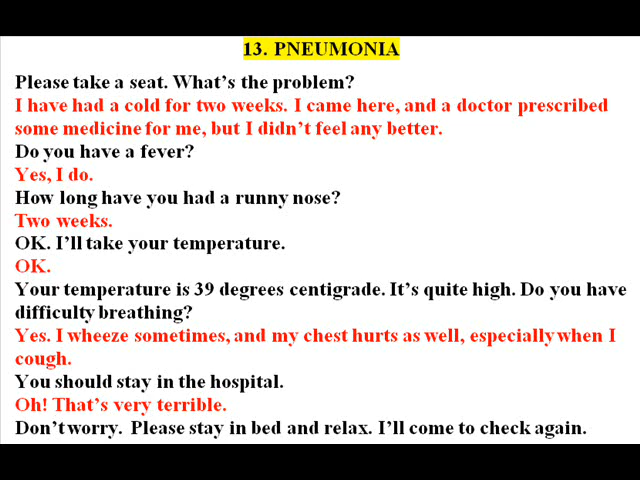 13. PNEUMONIA
Please take a seat. What's the problem?
I have had a cold for two weeks. I came here, and a doctor prescribed
some medicine for me, but I didn't feel any better.
Do you have a fever?
Yes, I do.
How long have you had a runny nose?
Two weeks.
OK. I'll take your temperature.
OK.
Your temperature is 39 degrees centigrade. It's quite high. Do you have
difficulty breathing?
Yes. I wheeze sometimes, and my chest hurts as well, especially when I
cough.
You should stay in the hospital.
Oh! That's very terrible.
Don't worry. Please stay in bed and relax. I'll come to check again.